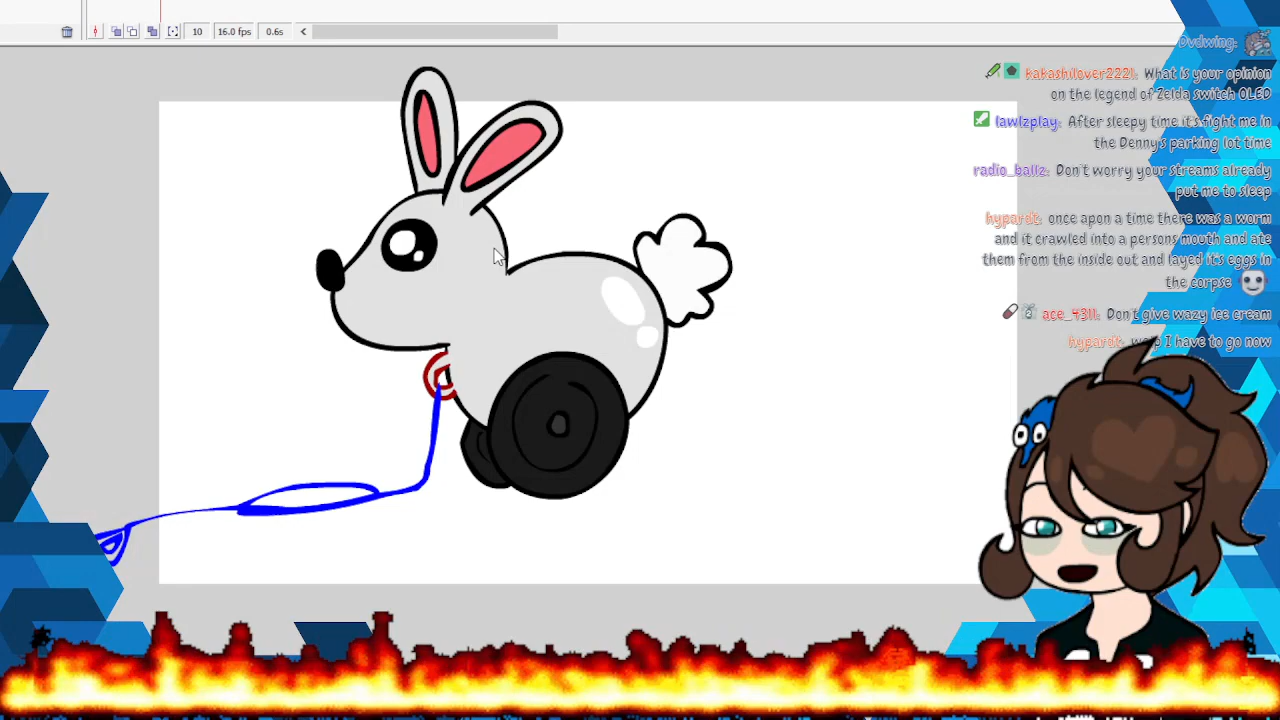 10 16.0 fps 0.6s
Dvdwing:
kakashilover2221: What is your opinion
on the legend of Zelda switch OLED
lawlzplay: After sleepy time it's fight me in
the Denny's parking lot time
radio_ballz: Don't worry your streams already
put me to sleep
hypardt: once apon a time there was a worm
and it crawled into a persons mouth and ate
them from the inside out and layed it's eggs in
the corpse
ace_4311: Don't give wazy ice cream
hypardt: I have to go now